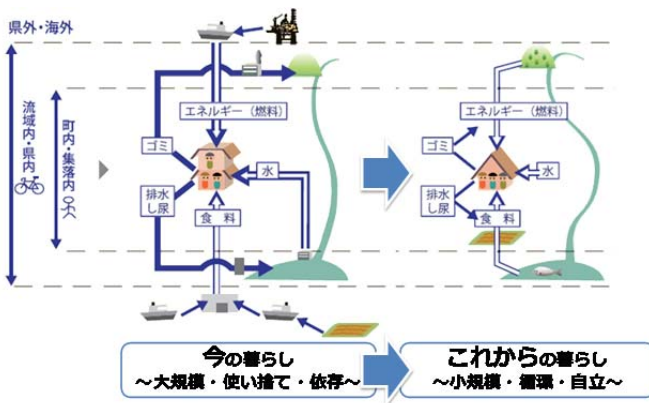 県外・海外
流域内・県内
町内・集落内
エネルギー(燃料)
ゴミ
水
排水
し尿
食料
エネルギー(燃料)
ゴミ
水
排水
し尿
食料
今の暮らし
〜大規模・使い捨て・依存〜
これからの暮らし
〜小規模・循環・自立〜